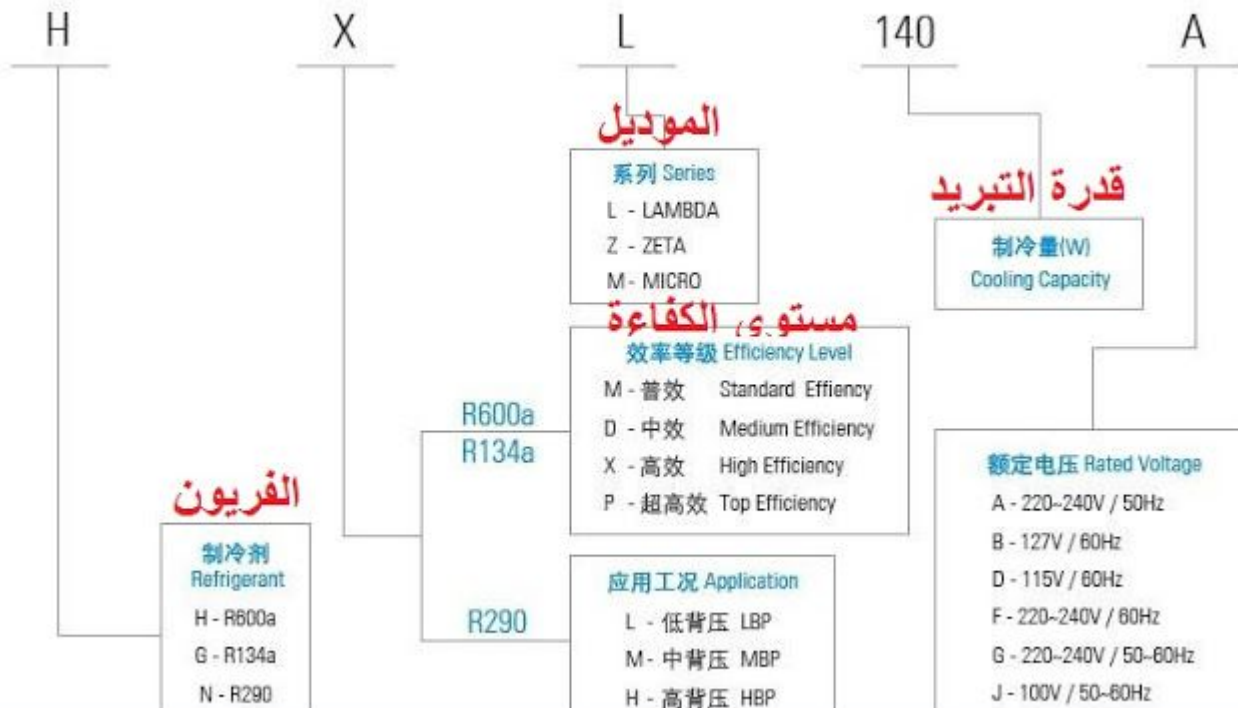 H X L 140 A
الموديل
系列 Series
L - LAMBDA
Z - ZETA
M - MICRO
قدرة التبريد
制冷量(W)
Cooling Capacity
مستوى الكفاءة
效率等级 Efficiency Level
M - 普效 Standard Effiency
D - 中效 Medium Efficiency
X - 高效 High Efficiency
P - 超高效 Top Efficiency
R600a
R134a
الفريون
制冷剂
Refrigerant
H - R600a
G - R134a
N - R290
R290
应用工况 Application
L - 低背压 LBP
M - 中背压 MBP
H - 高背压 HBP
额定电压 Rated Voltage
A - 220~240V / 50Hz
B - 127V / 60Hz
D - 115V / 60Hz
F - 220~240V / 60Hz
G - 220~240V / 50~60Hz
J - 100V / 50~60Hz